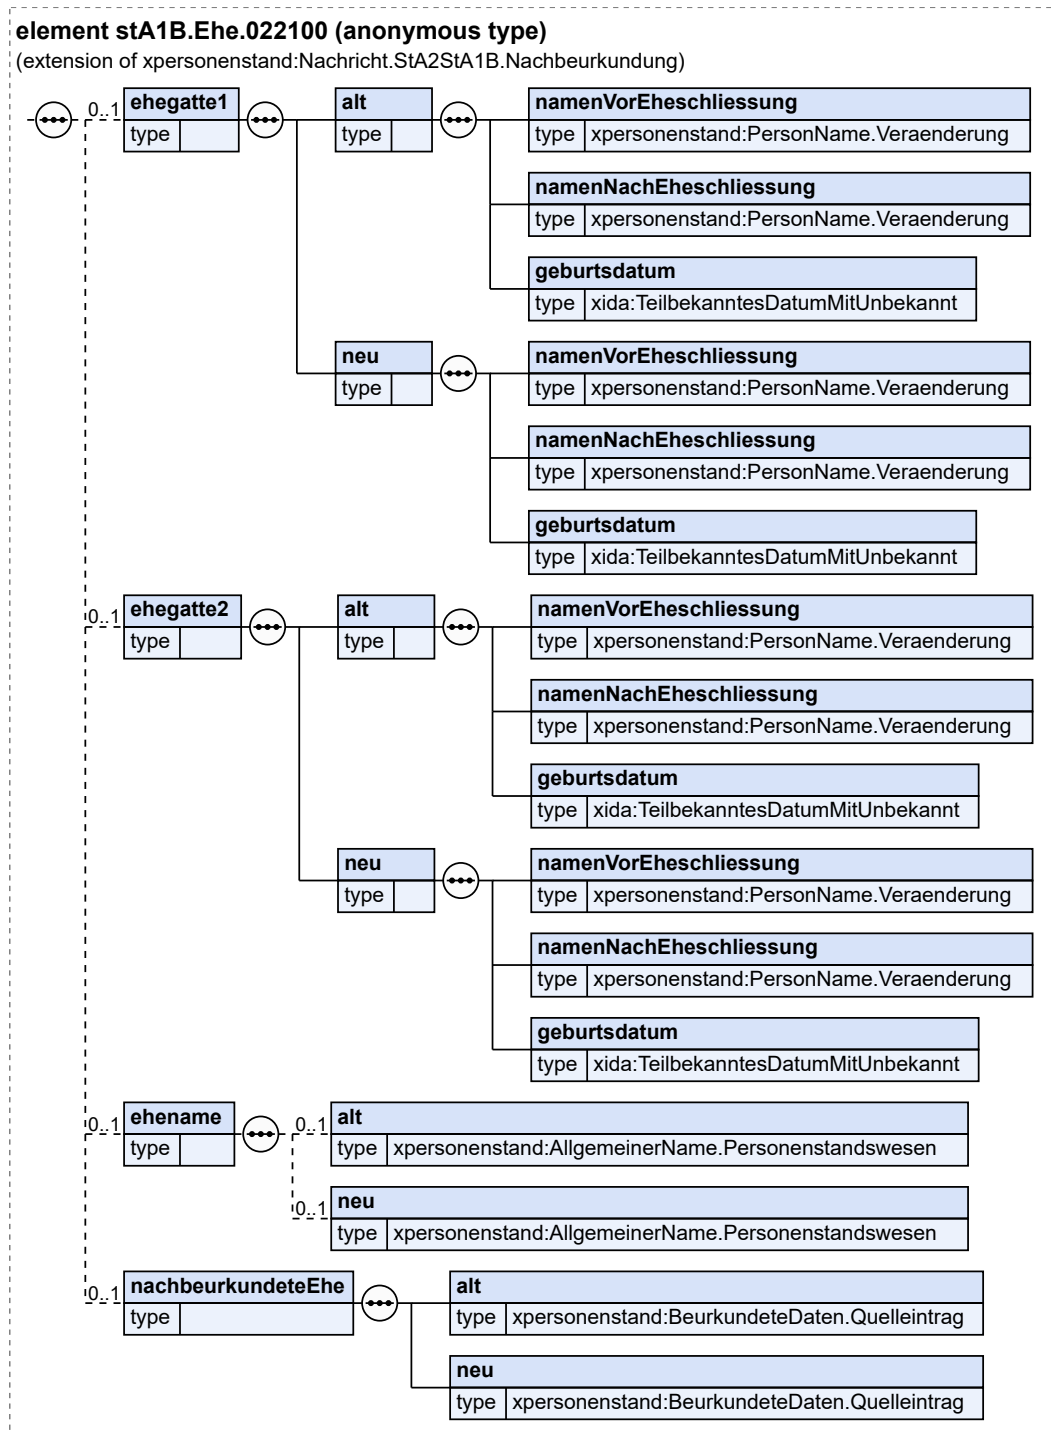 element stA1B.Ehe.022100 (anonymous type)
(extension of xpersonenstand:Nachricht.StA2StA1B.Nachbeurkundung)
0..1
ehegatte1
type
alt
type
namenVorEheschliessung
type xpersonenstand:PersonName.Veraenderung
namenNachEheschliessung
type xpersonenstand:PersonName.Veraenderung
geburtsdatum
type xida:TeilbekanntesDatumMitUnbekannt
neu
type
namenVorEheschliessung
type xpersonenstand:PersonName.Veraenderung
namenNachEheschliessung
type xpersonenstand:PersonName.Veraenderung
geburtsdatum
type xida:TeilbekanntesDatumMitUnbekannt
0..1
ehegatte2
type
alt
type
namenVorEheschliessung
type xpersonenstand:PersonName.Veraenderung
namenNachEheschliessung
type xpersonenstand:PersonName.Veraenderung
geburtsdatum
type xida:TeilbekanntesDatumMitUnbekannt
neu
type
namenVorEheschliessung
type xpersonenstand:PersonName.Veraenderung
namenNachEheschliessung
type xpersonenstand:PersonName.Veraenderung
geburtsdatum
type xida:TeilbekanntesDatumMitUnbekannt
0..1
ehename
type
0..1
alt
type xpersonenstand:AllgemeinerName.Personenstandswesen
0..1
neu
type xpersonenstand:AllgemeinerName.Personenstandswesen
0..1
nachbeurkundeteEhe
type
alt
type xpersonenstand:BeurkundeteDaten.Quelleintrag
neu
type xpersonenstand:BeurkundeteDaten.Quelleintrag